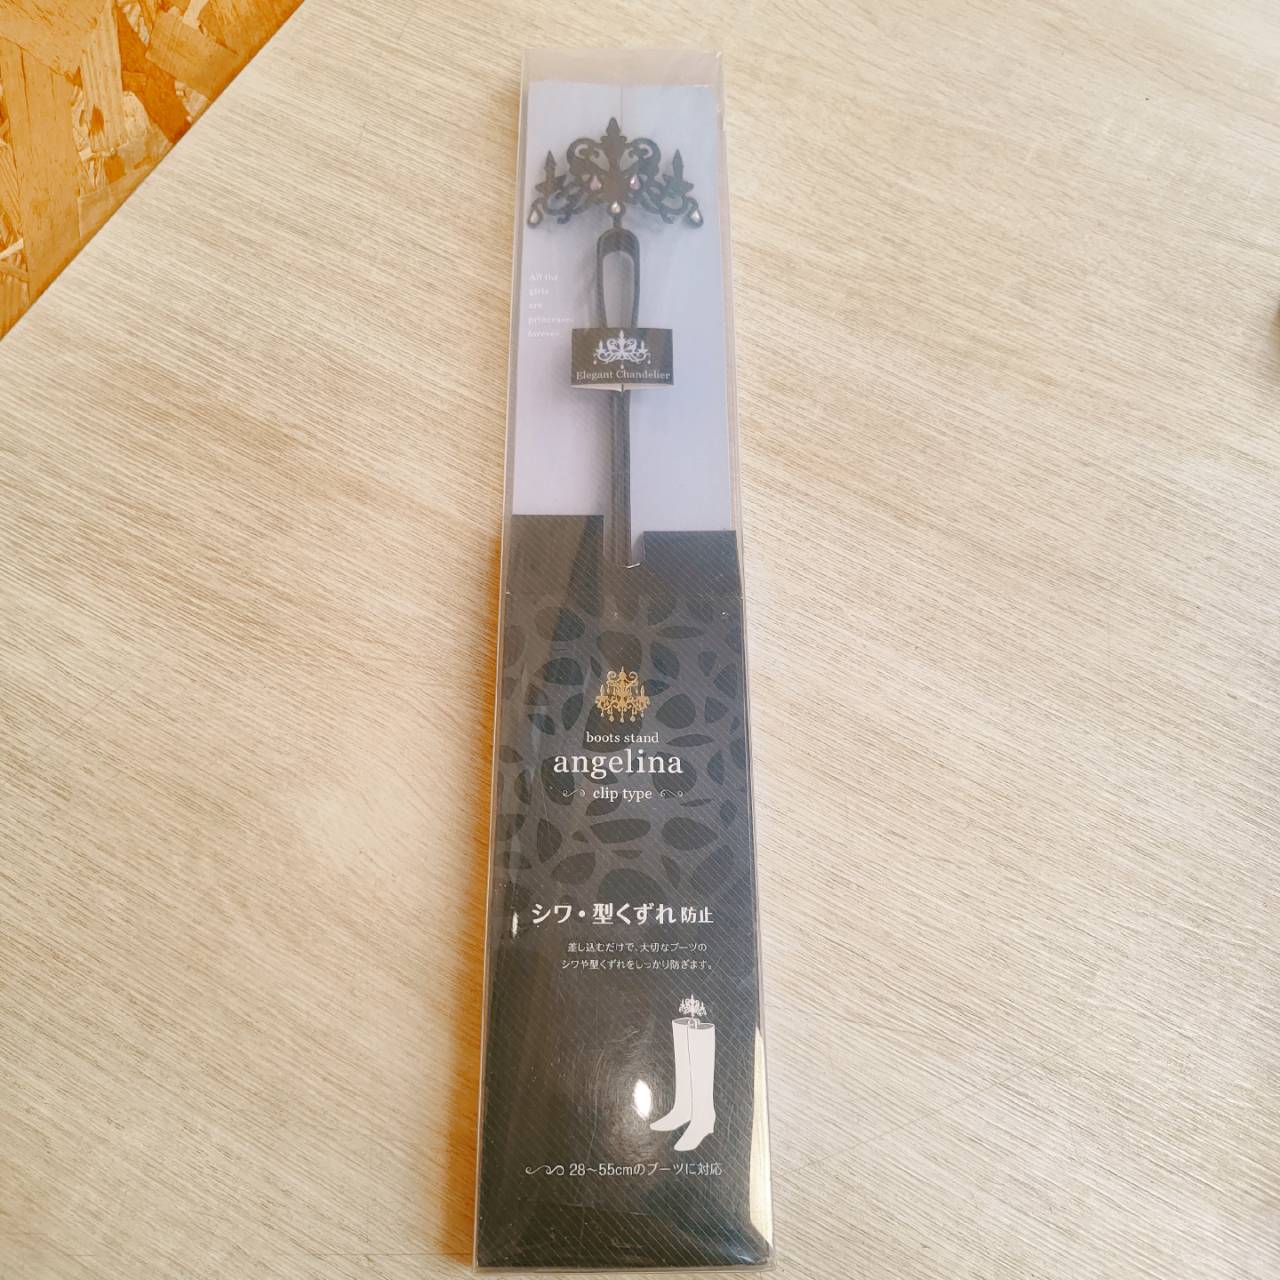 All the
girls
are
princesses
forever
Elegant Chandelier
boots stand
angelina
clip type
シワ・型くずれ防止
差し込むだけで、大切なブーツの
シワや型くずれをしっかり防ぎます。
28〜55cmのブーツに対応